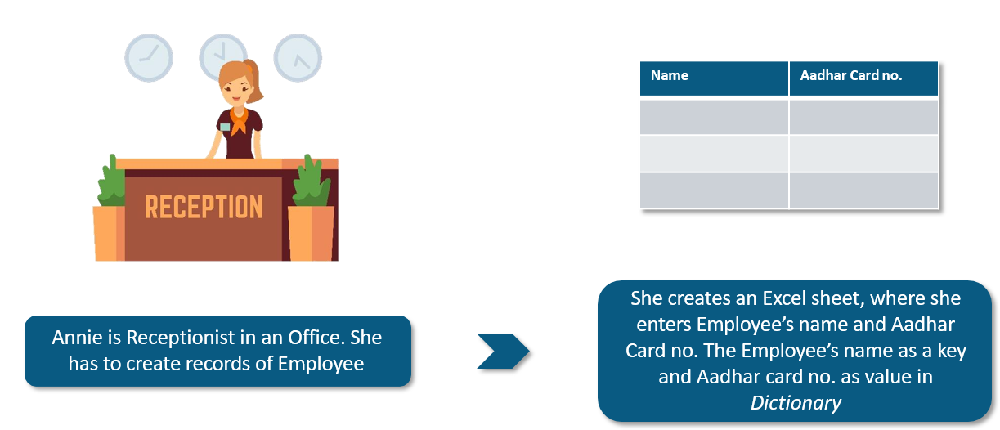 RECEPTION
Name
Aadhar Card no.
Annie is Receptionist in an Office. She
has to create records of Employee
She creates an Excel sheet, where she
enters Employee’s name and Aadhar
Card no. The Employee’s name as a key
and Aadhar card no. as value in
Dictionary